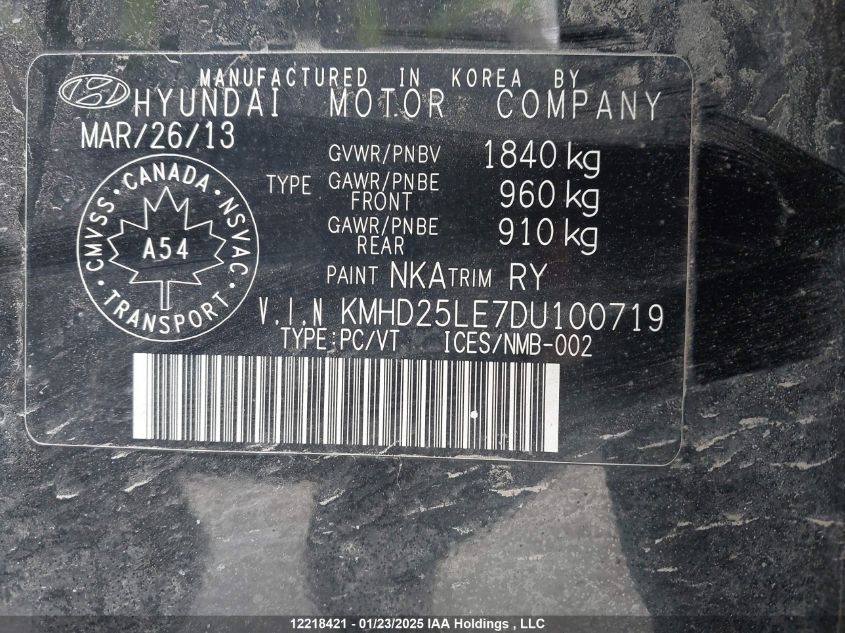 MANUFACTURED IN KOREA BY
HYUNDAI MOTOR COMPANY
MAR/26/13
GVWR/PNBV 1840 kg
TYPE GAWR/PNBE FRONT 960 kg
GAWR/PNBE REAR 910 kg
CMVSS · CANADA · NSVAC · TRANSPORT ·
A54
PAINT NKA TRIM RY
V.I.N KMHD25LE7DU100719
TYPE:PC/VT ICES/NMB-002
12218421 - 01/23/2025 IAA Holdings , LLC